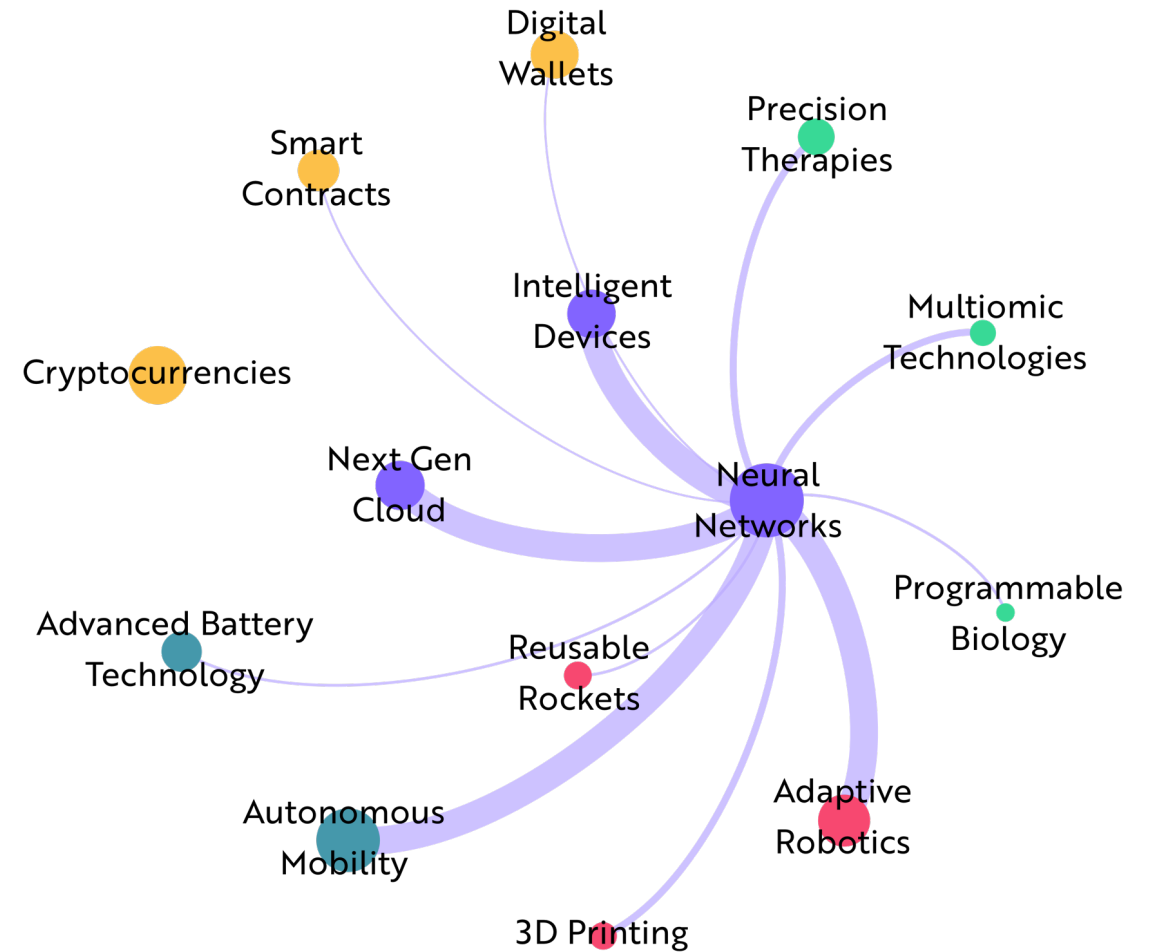 Digital
Wallets
Precision
Therapies
Smart
Contracts
Intelligent
Devices
Multiomic
Technologies
Cryptocurrencies
Next Gen
Cloud
Neural
Networks
Programmable
Biology
Advanced Battery
Technology
Reusable
Rockets
Autonomous
Mobility
Adaptive
Robotics
3D Printing